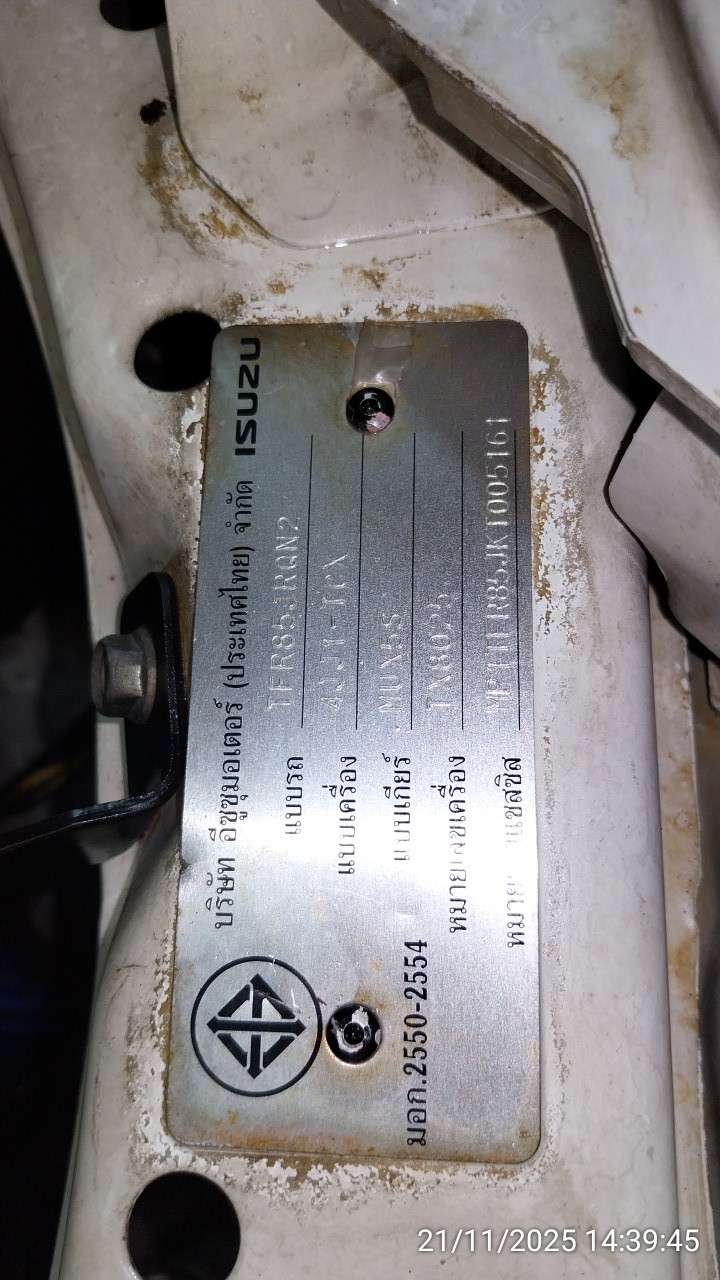 บริษัท อีซูซุมอเตอร์ (ประเทศไทย) จำกัด ISUZU
แบบรถ TFR85JRQN2
แบบเครื่อง 4JJ1-TCX
แบบเกียร์ MUX5S
หมายเลขเครื่อง TX8025
หมายเลขแชสซิส MP1TFR85JKT005161
มอก.2550-2554
21/11/2025 14:39:45